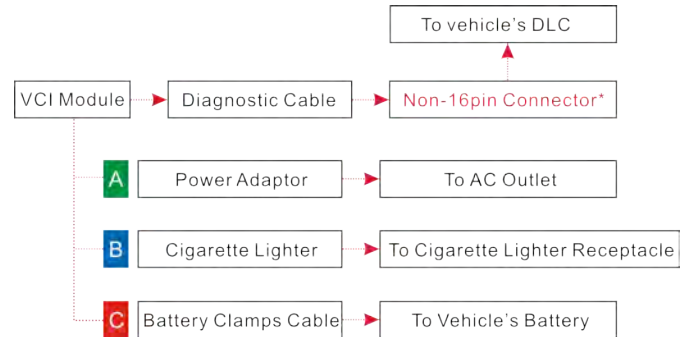 To vehicle's DLC
VCI Module
Diagnostic Cable
Non-16pin Connector*
A
Power Adaptor
To AC Outlet
B
Cigarette Lighter
To Cigarette Lighter Receptacle
C
Battery Clamps Cable
To Vehicle's Battery